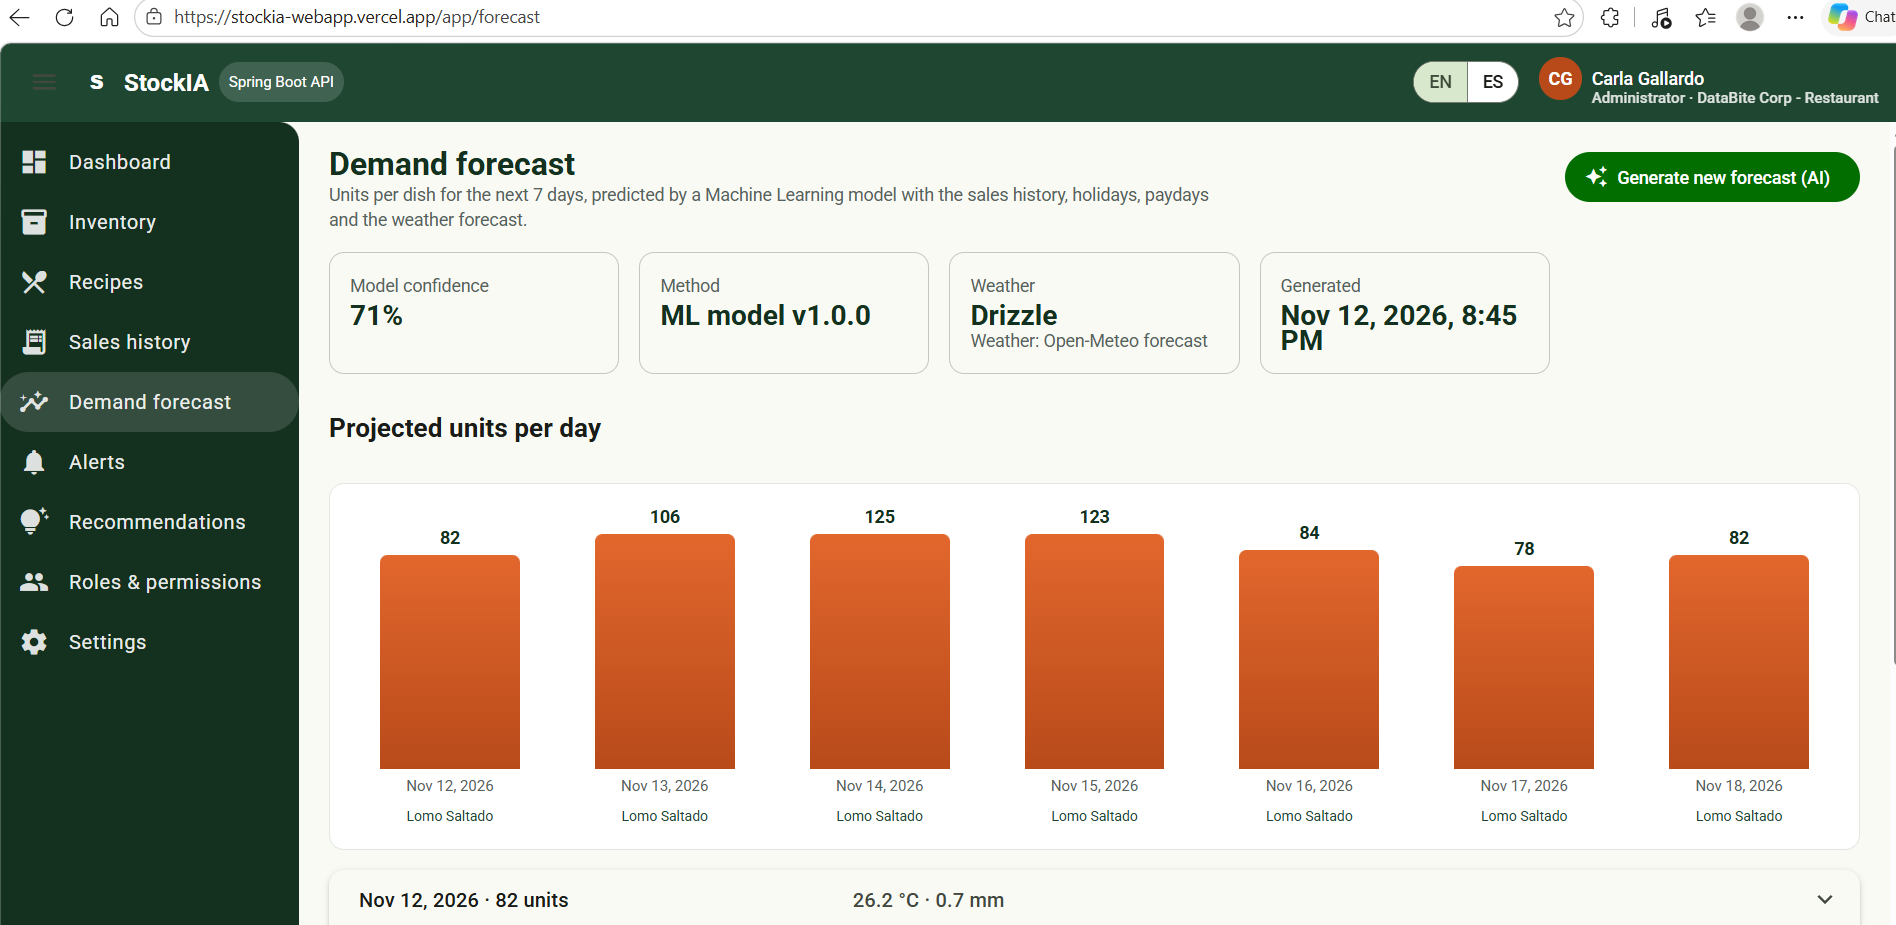 https://stockia-webapp.vercel.app/app/forecast
Chat
S StockIA Spring Boot API
EN ES
CG Carla Gallardo
Administrator · DataBite Corp - Restaurant
Dashboard
Inventory
Recipes
Sales history
Demand forecast
Alerts
Recommendations
Roles & permissions
Settings
Demand forecast
Units per dish for the next 7 days, predicted by a Machine Learning model with the sales history, holidays, paydays
and the weather forecast.
Generate new forecast (AI)
Model confidence
71%
Method
ML model v1.0.0
Weather
Drizzle
Weather: Open-Meteo forecast
Generated
Nov 12, 2026, 8:45
PM
Projected units per day
82 106 125 123 84 78 82
Nov 12, 2026 Nov 13, 2026 Nov 14, 2026 Nov 15, 2026 Nov 16, 2026 Nov 17, 2026 Nov 18, 2026
Lomo Saltado Lomo Saltado Lomo Saltado Lomo Saltado Lomo Saltado Lomo Saltado Lomo Saltado
Nov 12, 2026 · 82 units 26.2 °C · 0.7 mm